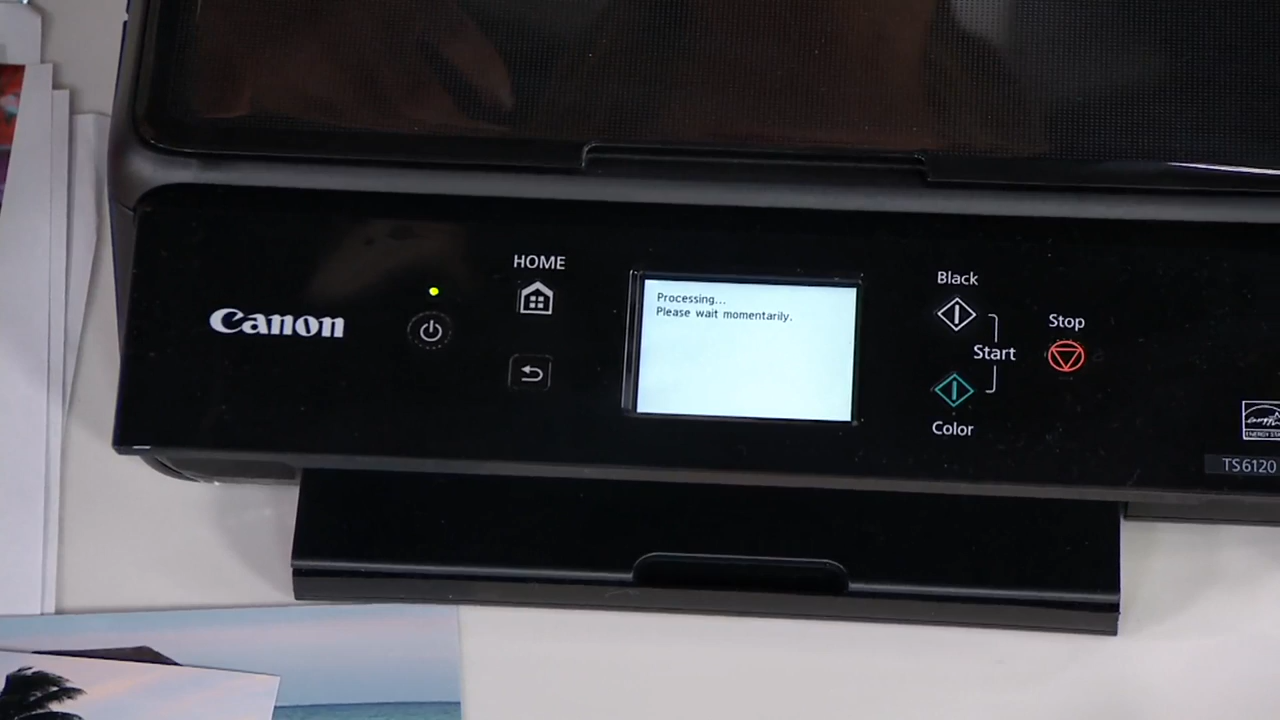 Canon
HOME
Processing...
Please wait momentarily.
Black
Start
Color
Stop
TS6120